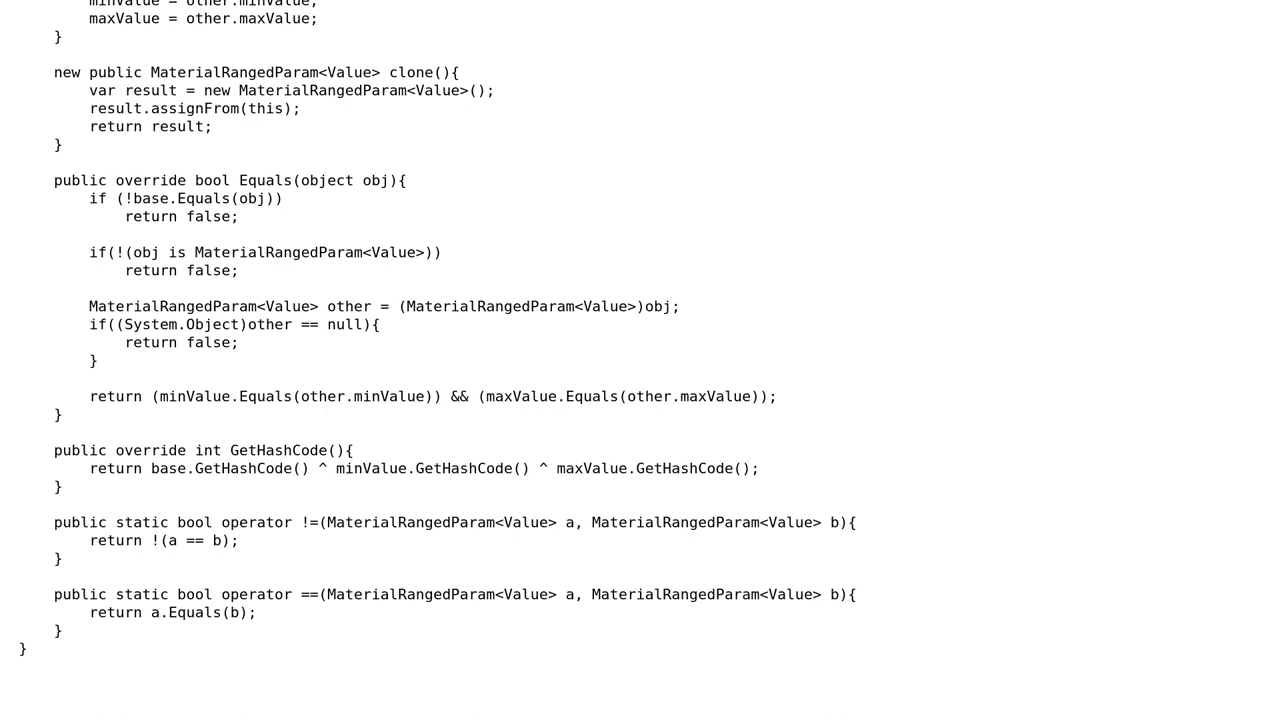 minValue = other.minValue;
        maxValue = other.maxValue;
    }

    new public MaterialRangedParam<Value> clone(){
        var result = new MaterialRangedParam<Value>();
        result.assignFrom(this);
        return result;
    }

    public override bool Equals(object obj){
        if (!base.Equals(obj))
            return false;

        if(!(obj is MaterialRangedParam<Value>))
            return false;

        MaterialRangedParam<Value> other = (MaterialRangedParam<Value>)obj;
        if((System.Object)other == null){
            return false;
        }

        return (minValue.Equals(other.minValue)) && (maxValue.Equals(other.maxValue));
    }

    public override int GetHashCode(){
        return base.GetHashCode() ^ minValue.GetHashCode() ^ maxValue.GetHashCode();
    }

    public static bool operator !=(MaterialRangedParam<Value> a, MaterialRangedParam<Value> b){
        return !(a == b);
    }

    public static bool operator ==(MaterialRangedParam<Value> a, MaterialRangedParam<Value> b){
        return a.Equals(b);
    }
}